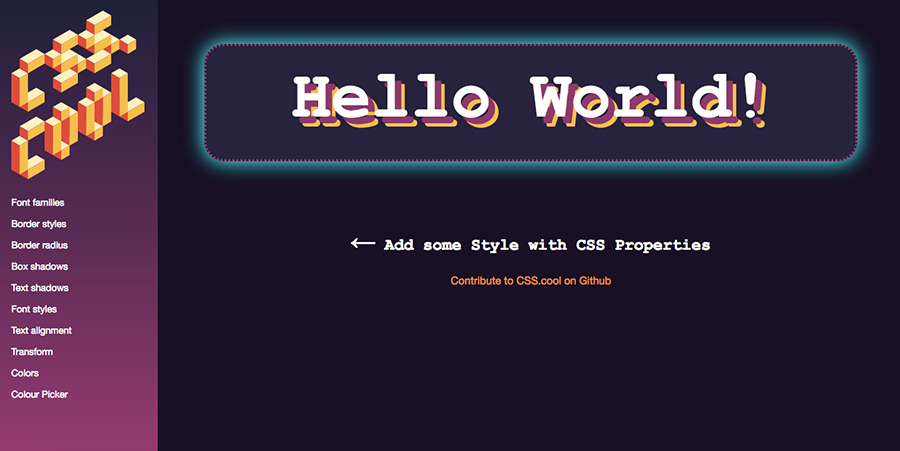 CSS.
COOL
Font families
Border styles
Border radius
Box shadows
Text shadows
Font styles
Text alignment
Transform
Colors
Colour Picker
Hello World!
← Add some Style with CSS Properties
Contribute to CSS.cool on Github